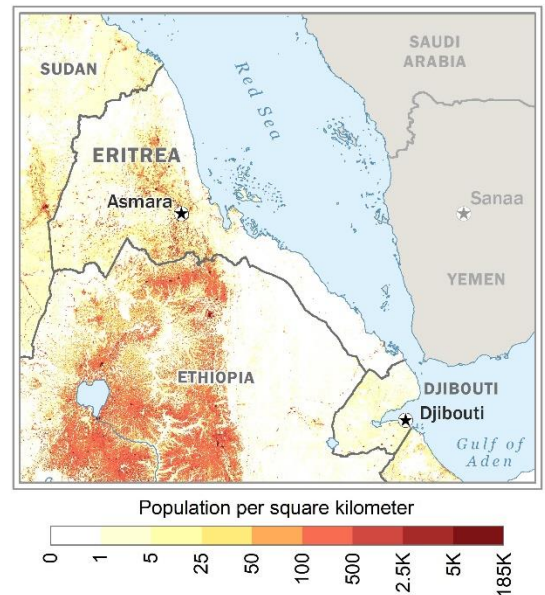 SAUDI
ARABIA
SUDAN
Red Sea
ERITREA
Asmara
Sanaa
YEMEN
ETHIOPIA
DJIBOUTI
Djibouti
Gulf of
Aden
Population per square kilometer
0 1 5 25 50 100 500 2.5K 5K 185K